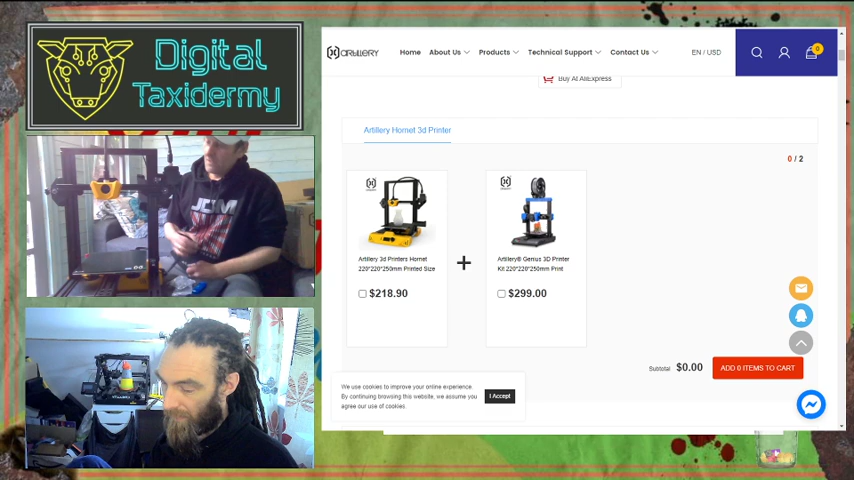 Digital
Taxidermy
ARTILLERY
Home
About Us
Products
Technical Support
Contact Us
EN / USD
0
Buy At AliExpress
Artillery Hornet 3d Printer
0 / 2
Artillery 3d Printers Hornet
220*220*250mm Printed Size
$218.90
+
Artillery® Genius 3D Printer
Kit 220*220*250mm Print
$299.00
Subtotal $0.00 ADD 0 ITEMS TO CART
We use cookies to improve your online experience.
By continuing browsing this website, we assume you
agree our use of cookies.
I Accept